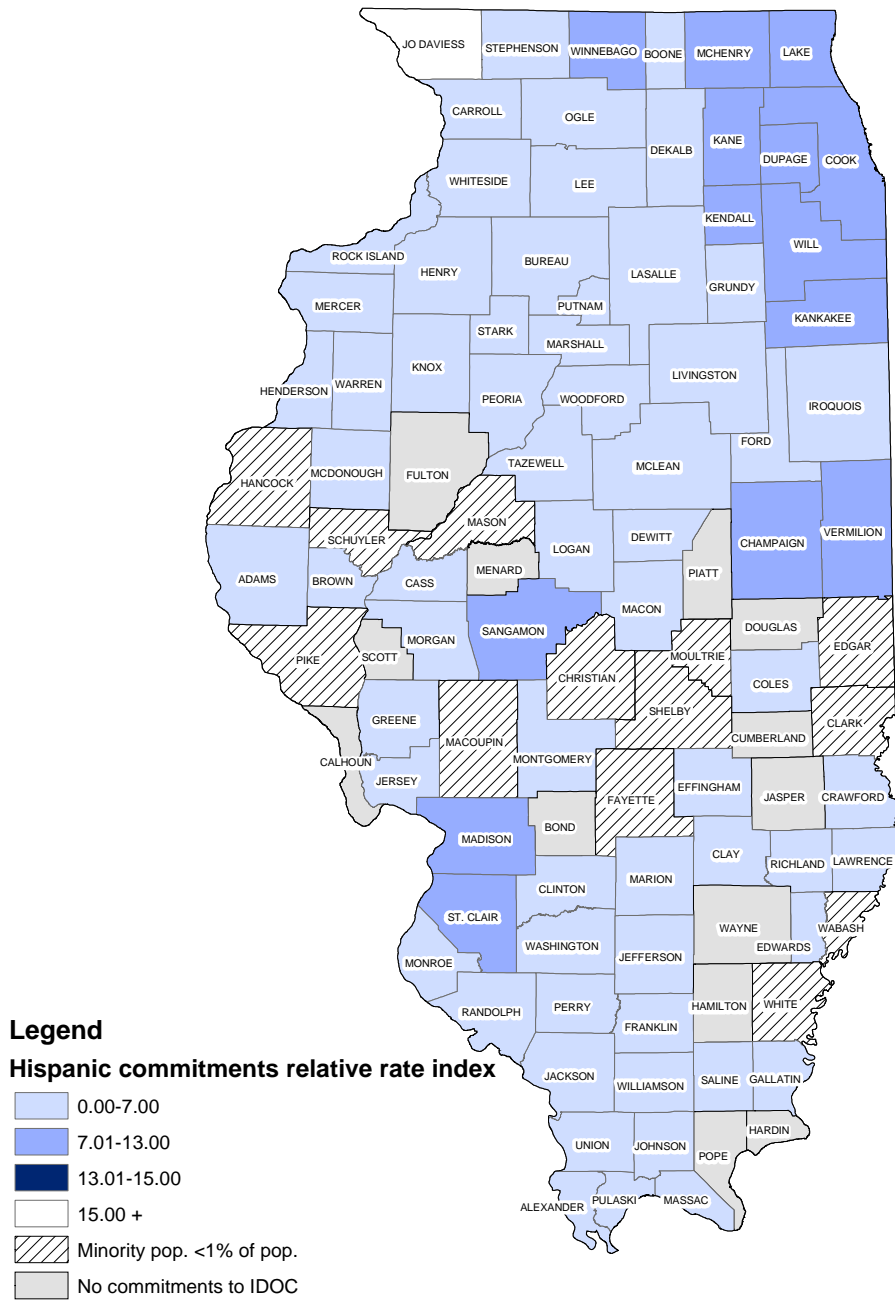 JO DAVIESS
STEPHENSON
WINNEBAGO
BOONE
MCHENRY
LAKE
CARROLL
OGLE
DEKALB
KANE
DUPAGE
COOK
WHITESIDE
LEE
KENDALL
WILL
ROCK ISLAND
HENRY
BUREAU
LASALLE
GRUNDY
MERCER
PUTNAM
KANKAKEE
STARK
MARSHALL
KNOX
LIVINGSTON
HENDERSON
WARREN
PEORIA
WOODFORD
IROQUOIS
FORD
MCDONOUGH
FULTON
TAZEWELL
MCLEAN
HANCOCK
MASON
SCHUYLER
LOGAN
DEWITT
CHAMPAIGN
VERMILION
ADAMS
BROWN
CASS
MENARD
PIATT
MACON
SANGAMON
DOUGLAS
MORGAN
PIKE
SCOTT
MOULTRIE
EDGAR
CHRISTIAN
COLES
SHELBY
GREENE
CLARK
MACOUPIN
CUMBERLAND
CALHOUN
MONTGOMERY
JERSEY
EFFINGHAM
FAYETTE
JASPER
CRAWFORD
MADISON
BOND
CLAY
RICHLAND
LAWRENCE
MARION
CLINTON
ST. CLAIR
WAYNE
WABASH
WASHINGTON
EDWARDS
JEFFERSON
MONROE
RANDOLPH
PERRY
HAMILTON
WHITE
FRANKLIN
JACKSON
WILLIAMSON
SALINE
GALLATIN
HARDIN
UNION
JOHNSON
POPE
ALEXANDER
PULASKI
MASSAC
Legend
Hispanic commitments relative rate index
0.00-7.00
7.01-13.00
13.01-15.00
15.00 +
Minority pop. <1% of pop.
No commitments to IDOC